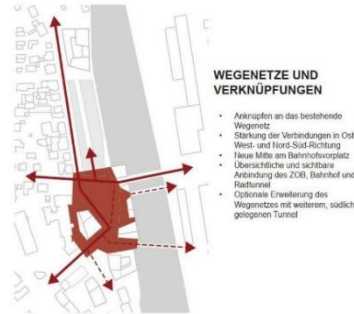 WEGENETZE UND
VERKNÜPFUNGEN
• Anknüpfen an das bestehende
Wegenetz
• Stärkung der Verbindungen in Ost-
West- und Nord-Süd-Richtung
• Neue Mitte am Bahnhofsvorplatz
• Übersichtliche und sichtbare
Anbindung des ZOB, Bahnhof und
Radtunnel
• Optionale Erweiterung des
Wegenetzes mit weiterem, südlich
gelegenen Tunnel